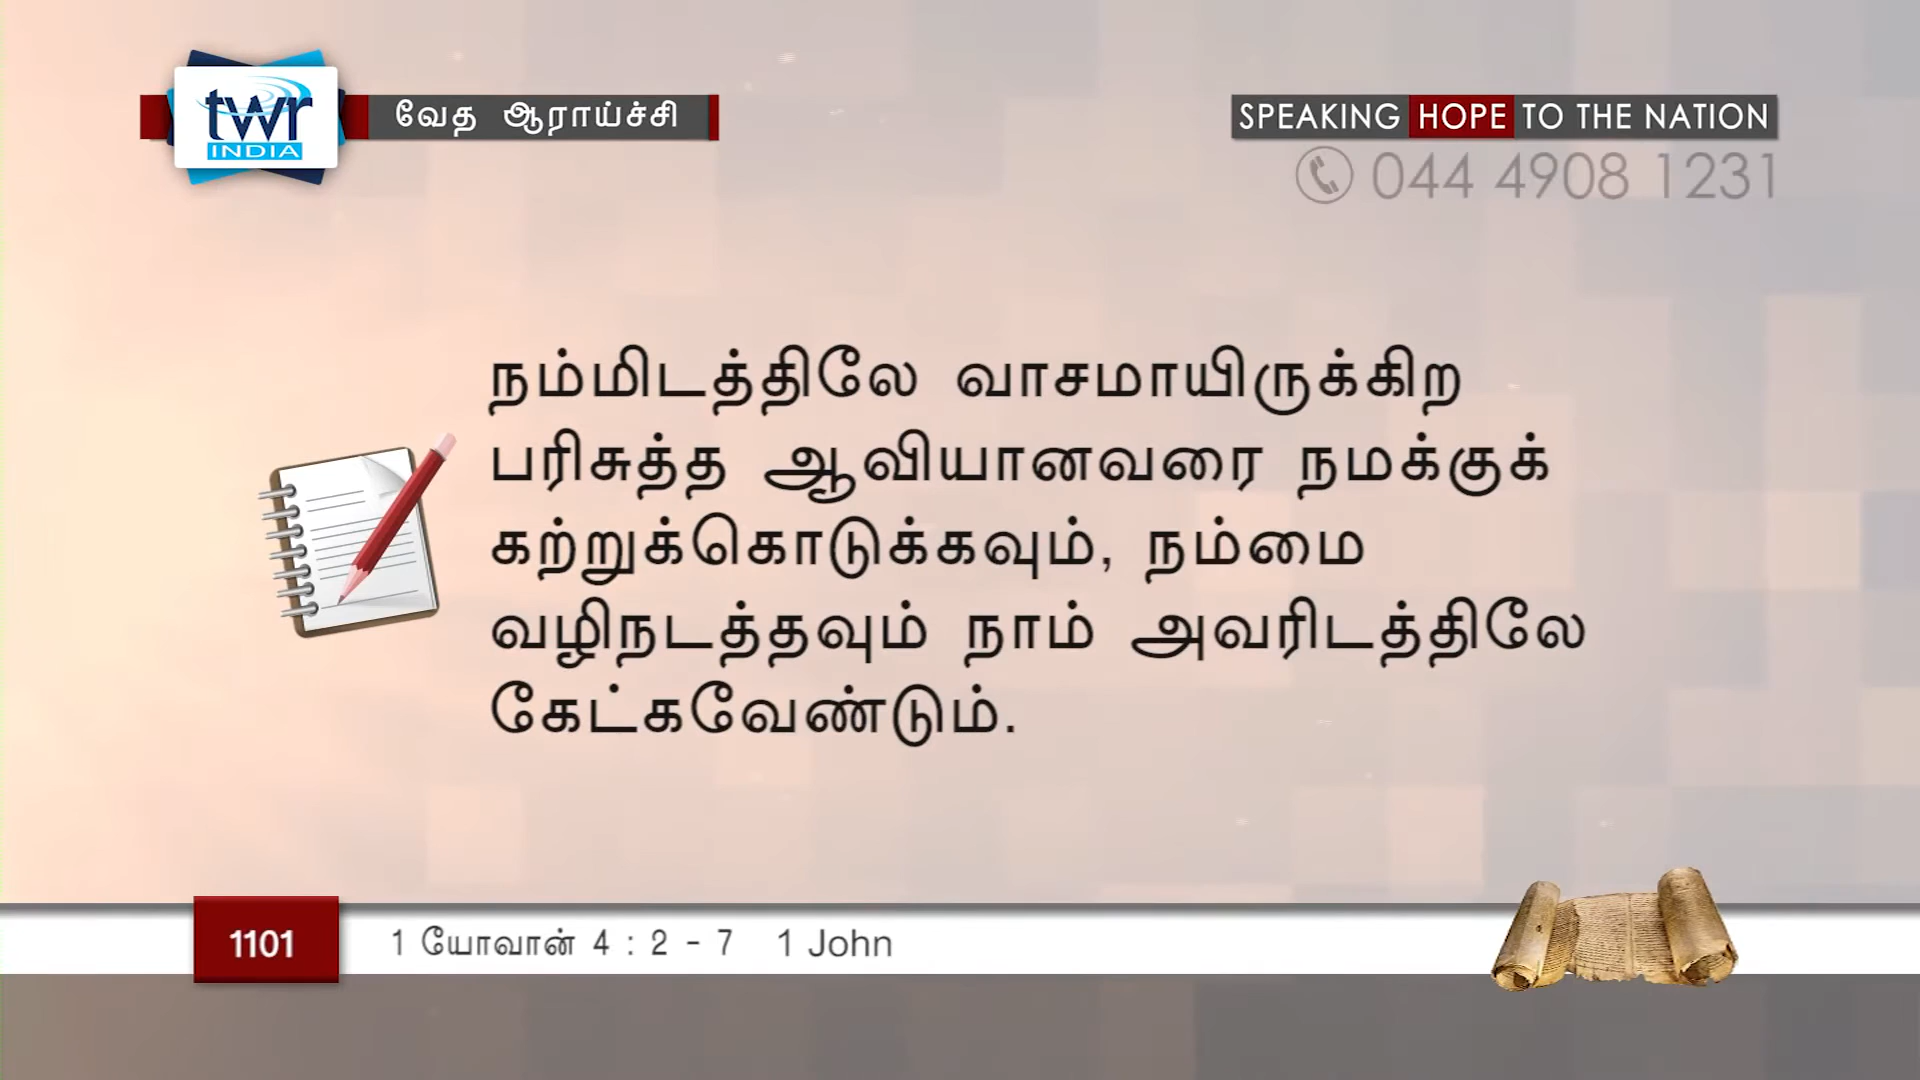 twr
INDIA
வேத ஆராய்ச்சி
SPEAKING HOPE TO THE NATION
044 4908 1231
நம்மிடத்திலே வாசமாயிருக்கிற
பரிசுத்த ஆவியானவரை நமக்குக்
கற்றுக்கொடுக்கவும், நம்மை
வழிநடத்தவும் நாம் அவரிடத்திலே
கேட்கவேண்டும்.
1101
1 யோவான் 4 : 2 - 7 1 John